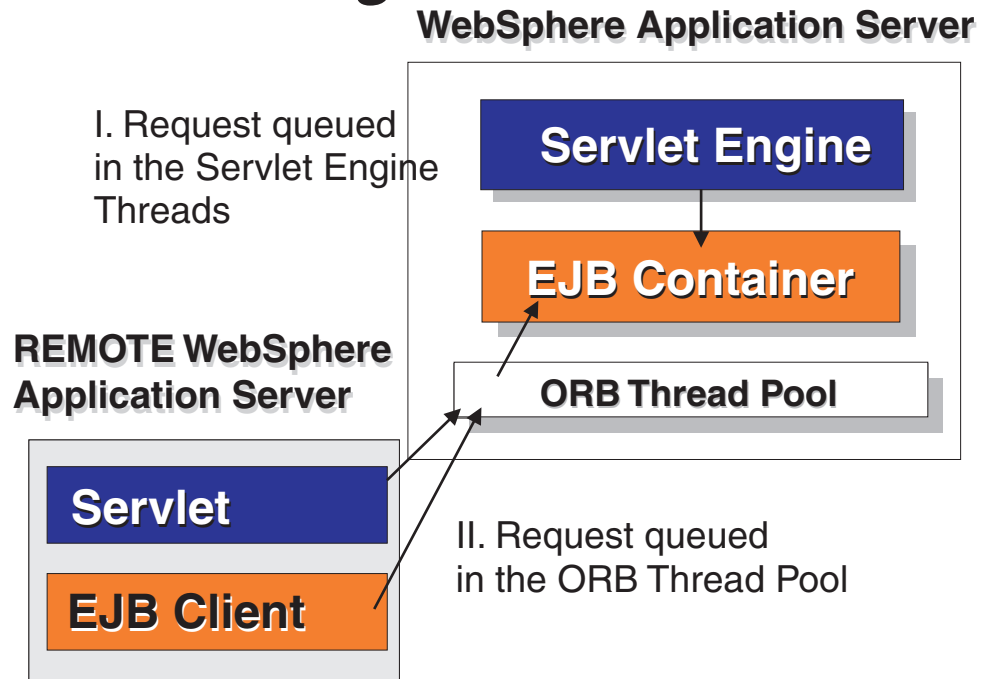 WebSphere Application Server
I. Request queued
in the Servlet Engine
Threads
Servlet Engine
EJB Container
ORB Thread Pool
REMOTE WebSphere
Application Server
Servlet
EJB Client
II. Request queued
in the ORB Thread Pool